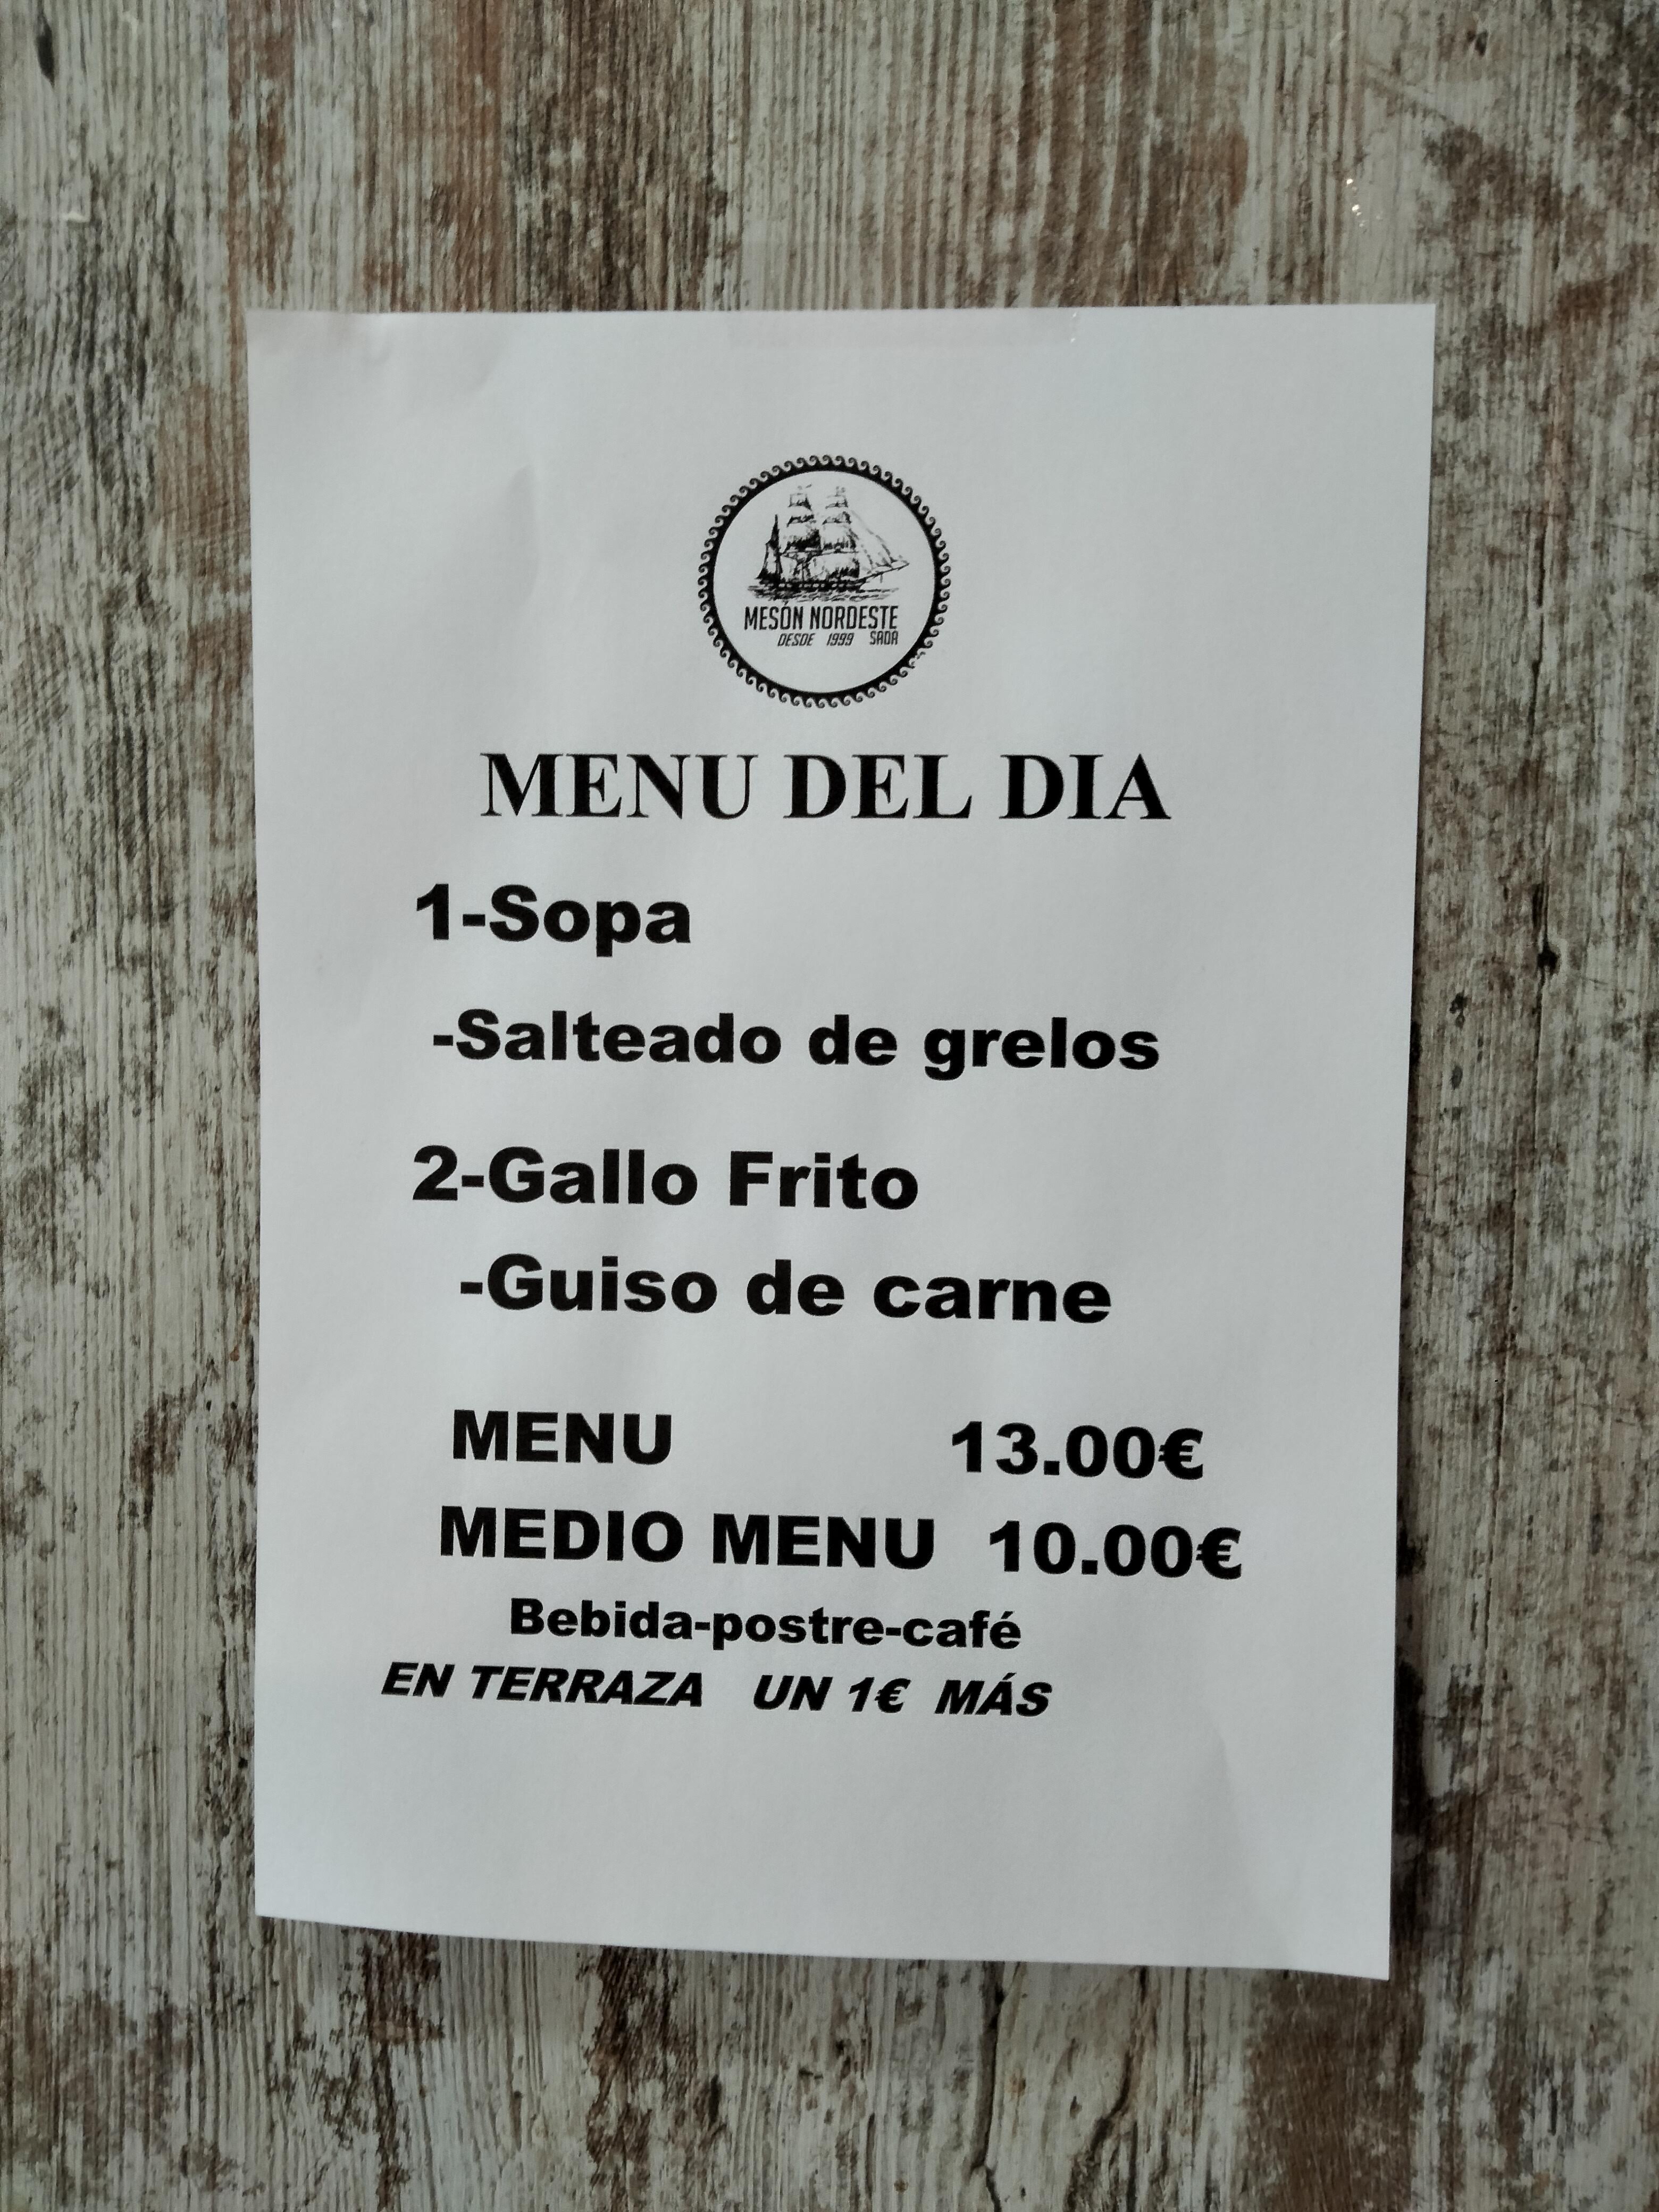 MESÓN NORDESTE
DESDE 1999 SADA
MENU DEL DIA
1-Sopa
-Salteado de grelos
2-Gallo Frito
-Guiso de carne
MENU 13.00€
MEDIO MENU 10.00€
Bebida-postre-café
EN TERRAZA UN 1€ MÁS